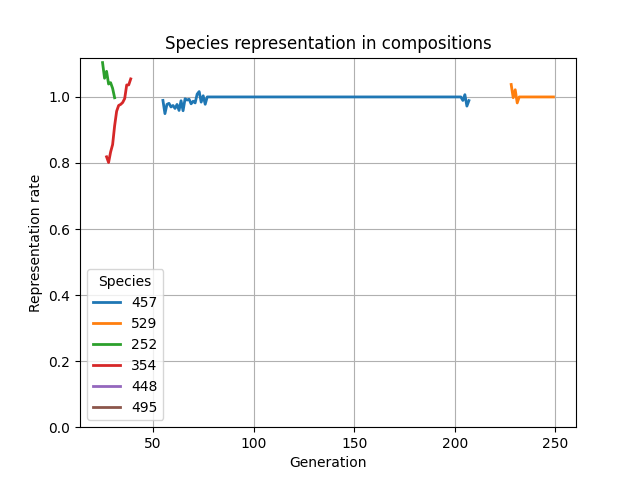 Species representation in compositions
Representation rate
1.0
0.8
0.6
0.4
0.2
0.0
Species
457
529
252
354
448
495
50 100 150 200 250
Generation